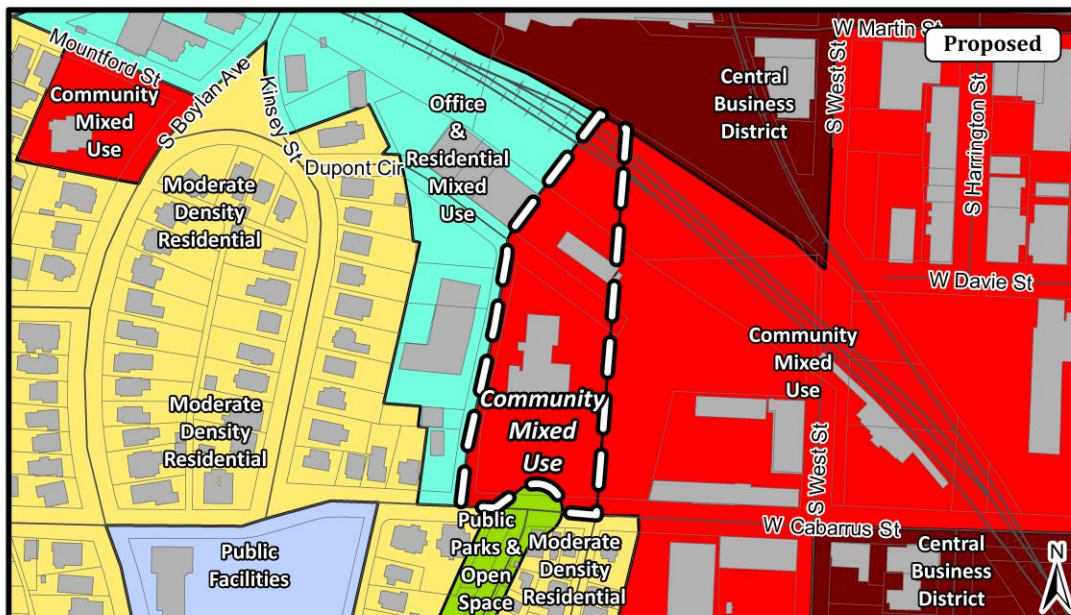 W Martin St
Proposed
Mountford St
Community
Mixed
Use
S Boylan Ave
Kinsey St
Office
&
Residential
Mixed
Use
Central
Business
District
S West St
S Harrington St
Dupont Cir
Moderate
Density
Residential
W Davie St
Community
Mixed
Use
Community
Mixed
Use
Moderate
Density
Residential
S West St
Public
Parks &
Open
Space
W Cabarrus St
Public
Facilities
Moderate
Density
Residential
Central
Business
District
N